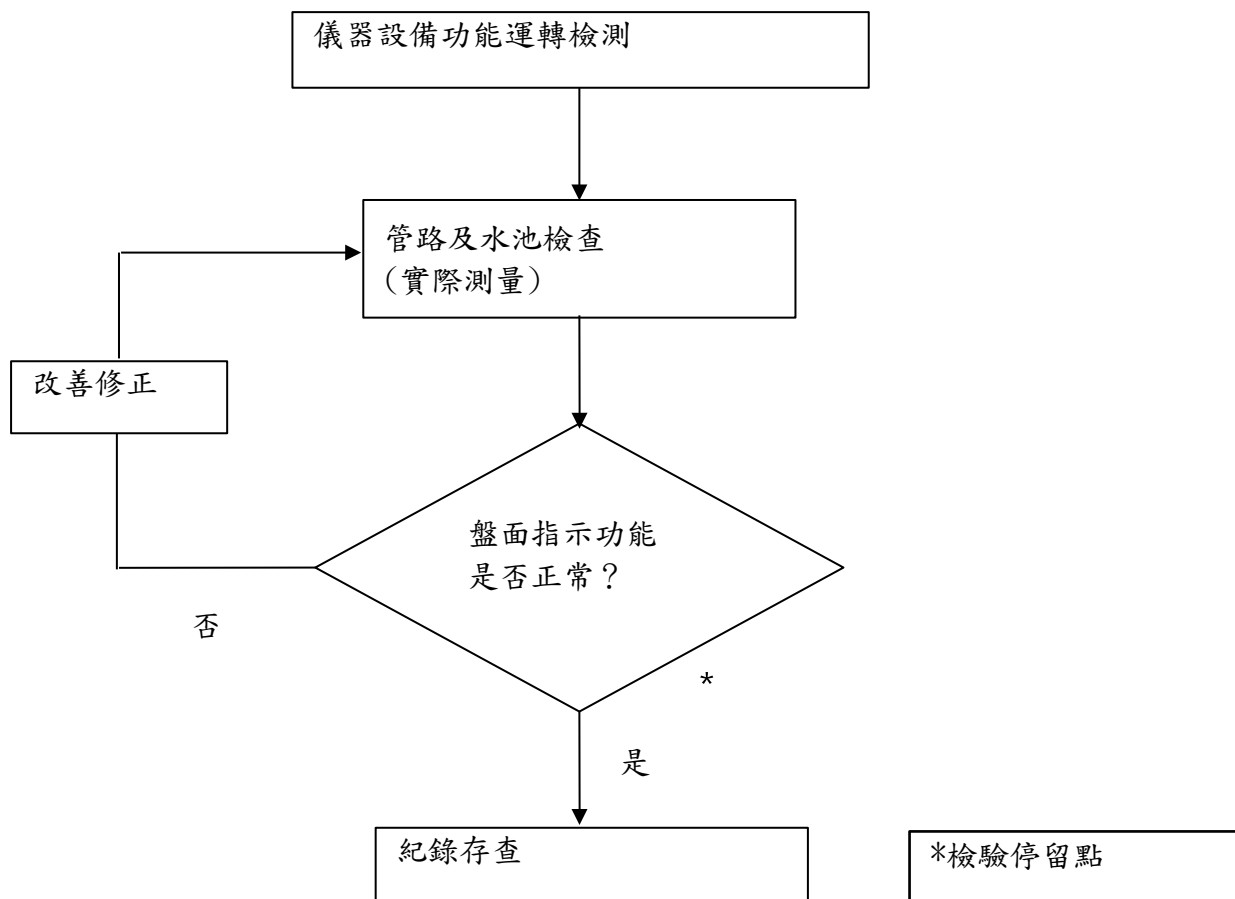 儀器設備功能運轉檢測
管路及水池檢查
(實際測量)
改善修正
盤面指示功能
是否正常？
否
*
是
紀錄存查
*檢驗停留點